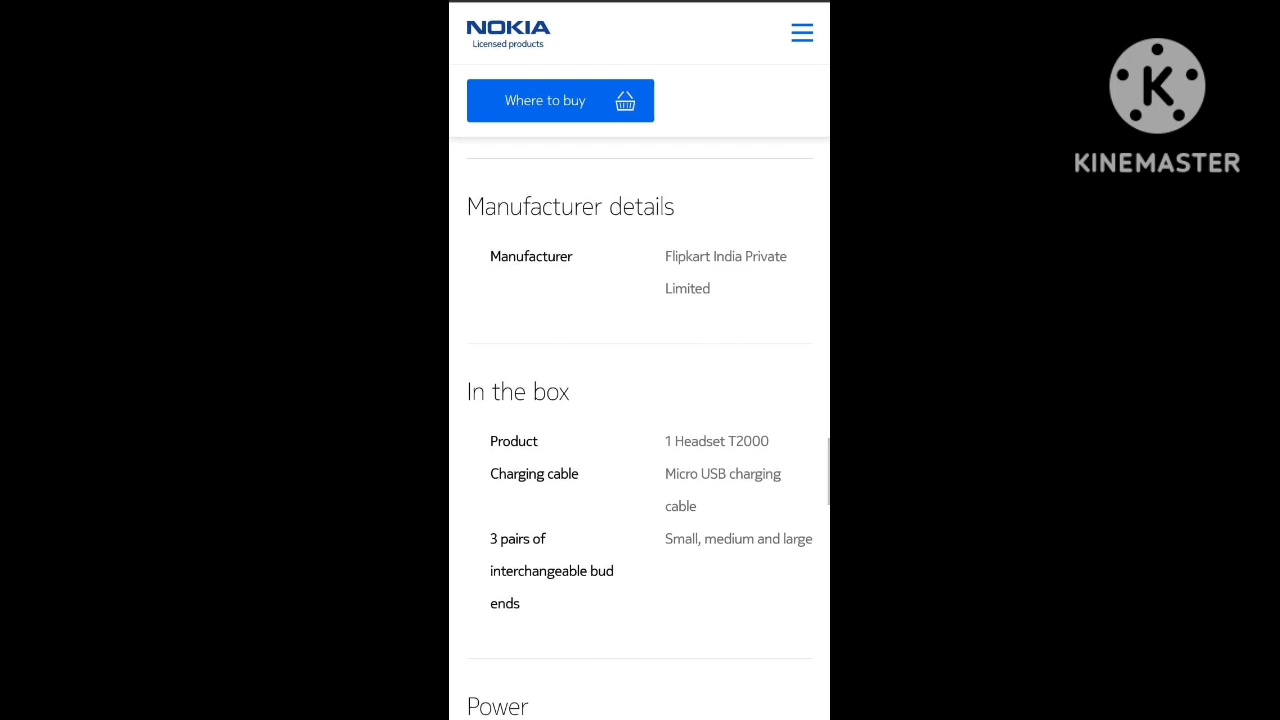 NOKIA
Licensed products
Where to buy
K
KINEMASTER
Manufacturer details
Manufacturer Flipkart India Private
Limited
In the box
Product 1 Headset T2000
Charging cable Micro USB charging
cable
3 pairs of Small, medium and large
interchangeable bud
ends
Power